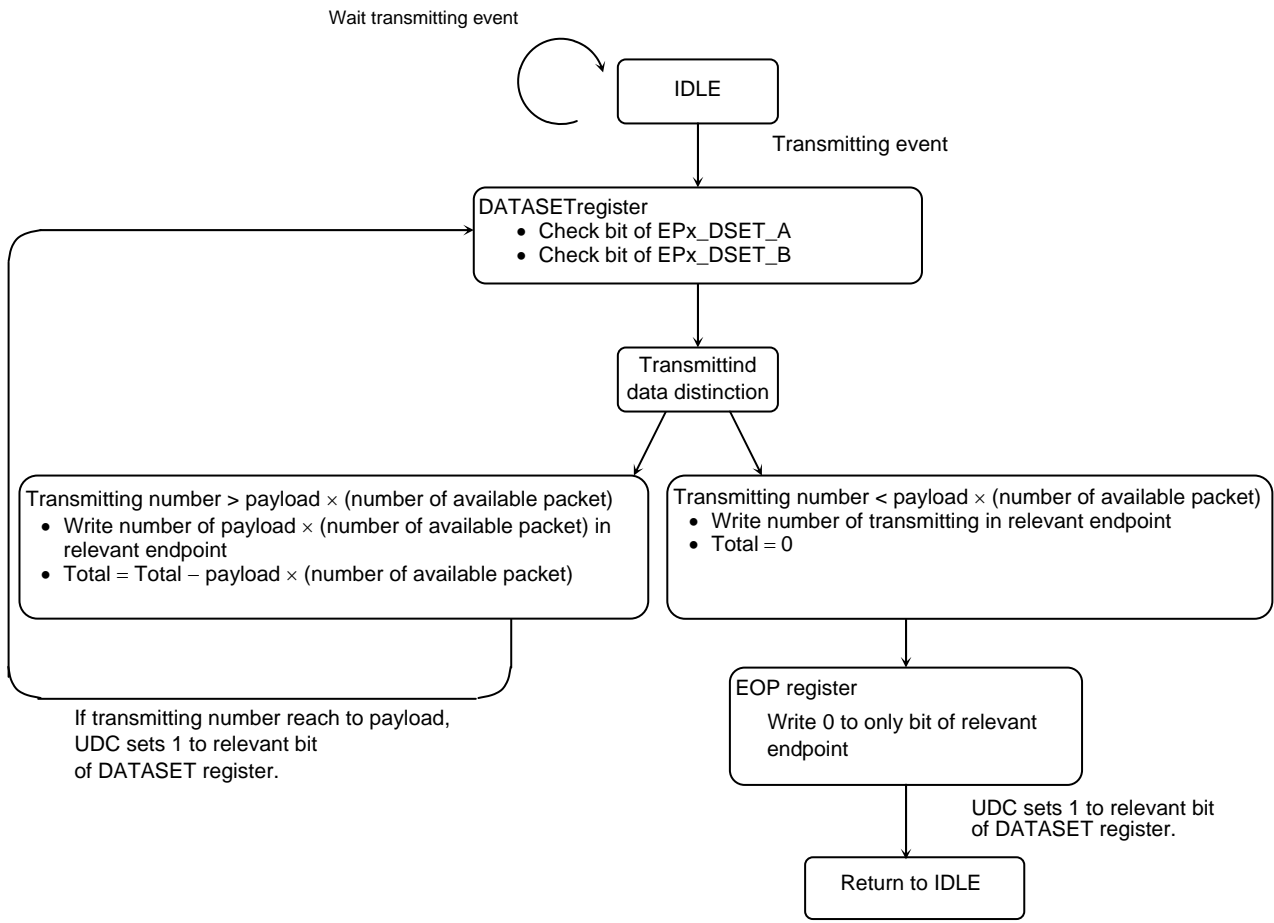 Wait transmitting event
IDLE
Transmitting event
DATASETregister
• Check bit of EPx_DSET_A
• Check bit of EPx_DSET_B
Transmittind
data distinction
Transmitting number > payload × (number of available packet)
• Write number of payload × (number of available packet) in
relevant endpoint
• Total = Total − payload × (number of available packet)
Transmitting number < payload × (number of available packet)
• Write number of transmitting in relevant endpoint
• Total = 0
If transmitting number reach to payload,
UDC sets 1 to relevant bit
of DATASET register.
EOP register
Write 0 to only bit of relevant
endpoint
UDC sets 1 to relevant bit
of DATASET register.
Return to IDLE